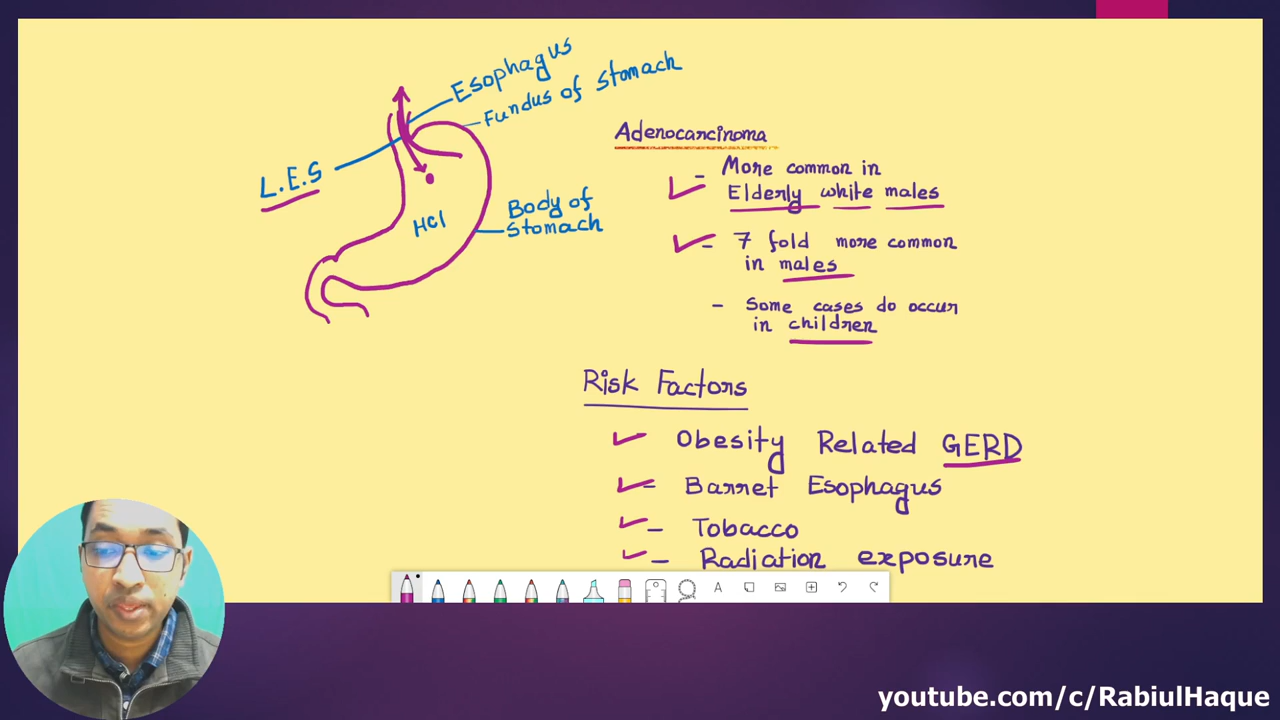 Esophagus
Fundus of stomach
L.E.S
HCl
Body of
stomach
Adenocarcinoma
- More common in
Elderly white males
- 7 fold more common
in males
- Some cases do occur
in children
Risk Factors
Obesity Related GERD
- Barret Esophagus
- Tobacco
- Radiation exposure
A
youtube.com/c/RabiulHaque